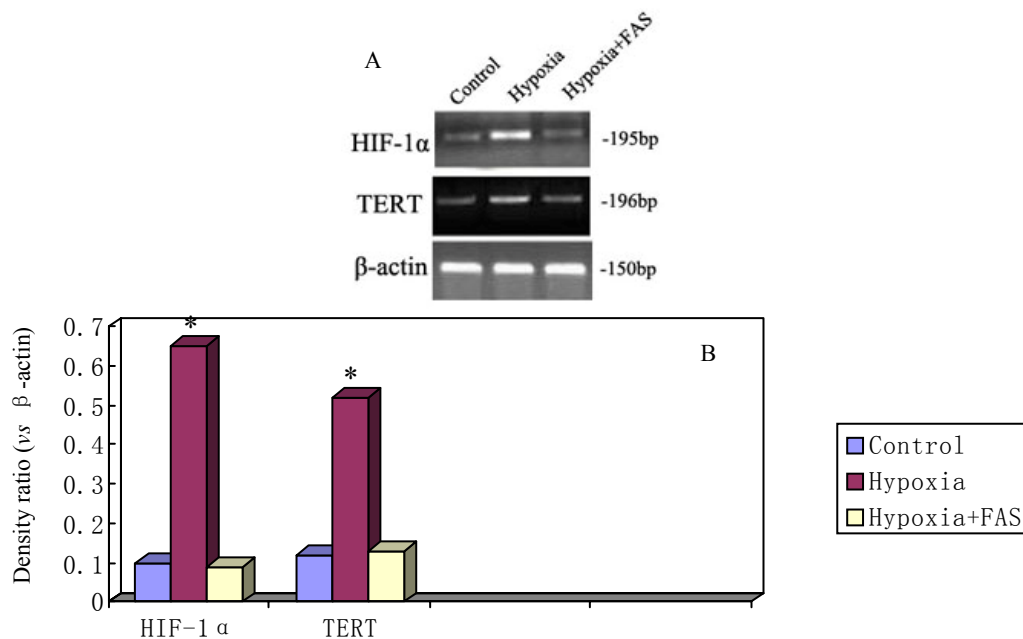 A
Control
Hypoxia
Hypoxia+FAS
HIF-1α
-195bp
TERT
-196bp
β-actin
-150bp
B
Density ratio (vs β-actin)
0.7
0.6
0.5
0.4
0.3
0.2
0.1
0
*
*
HIF-1α
TERT
Control
Hypoxia
Hypoxia+FAS